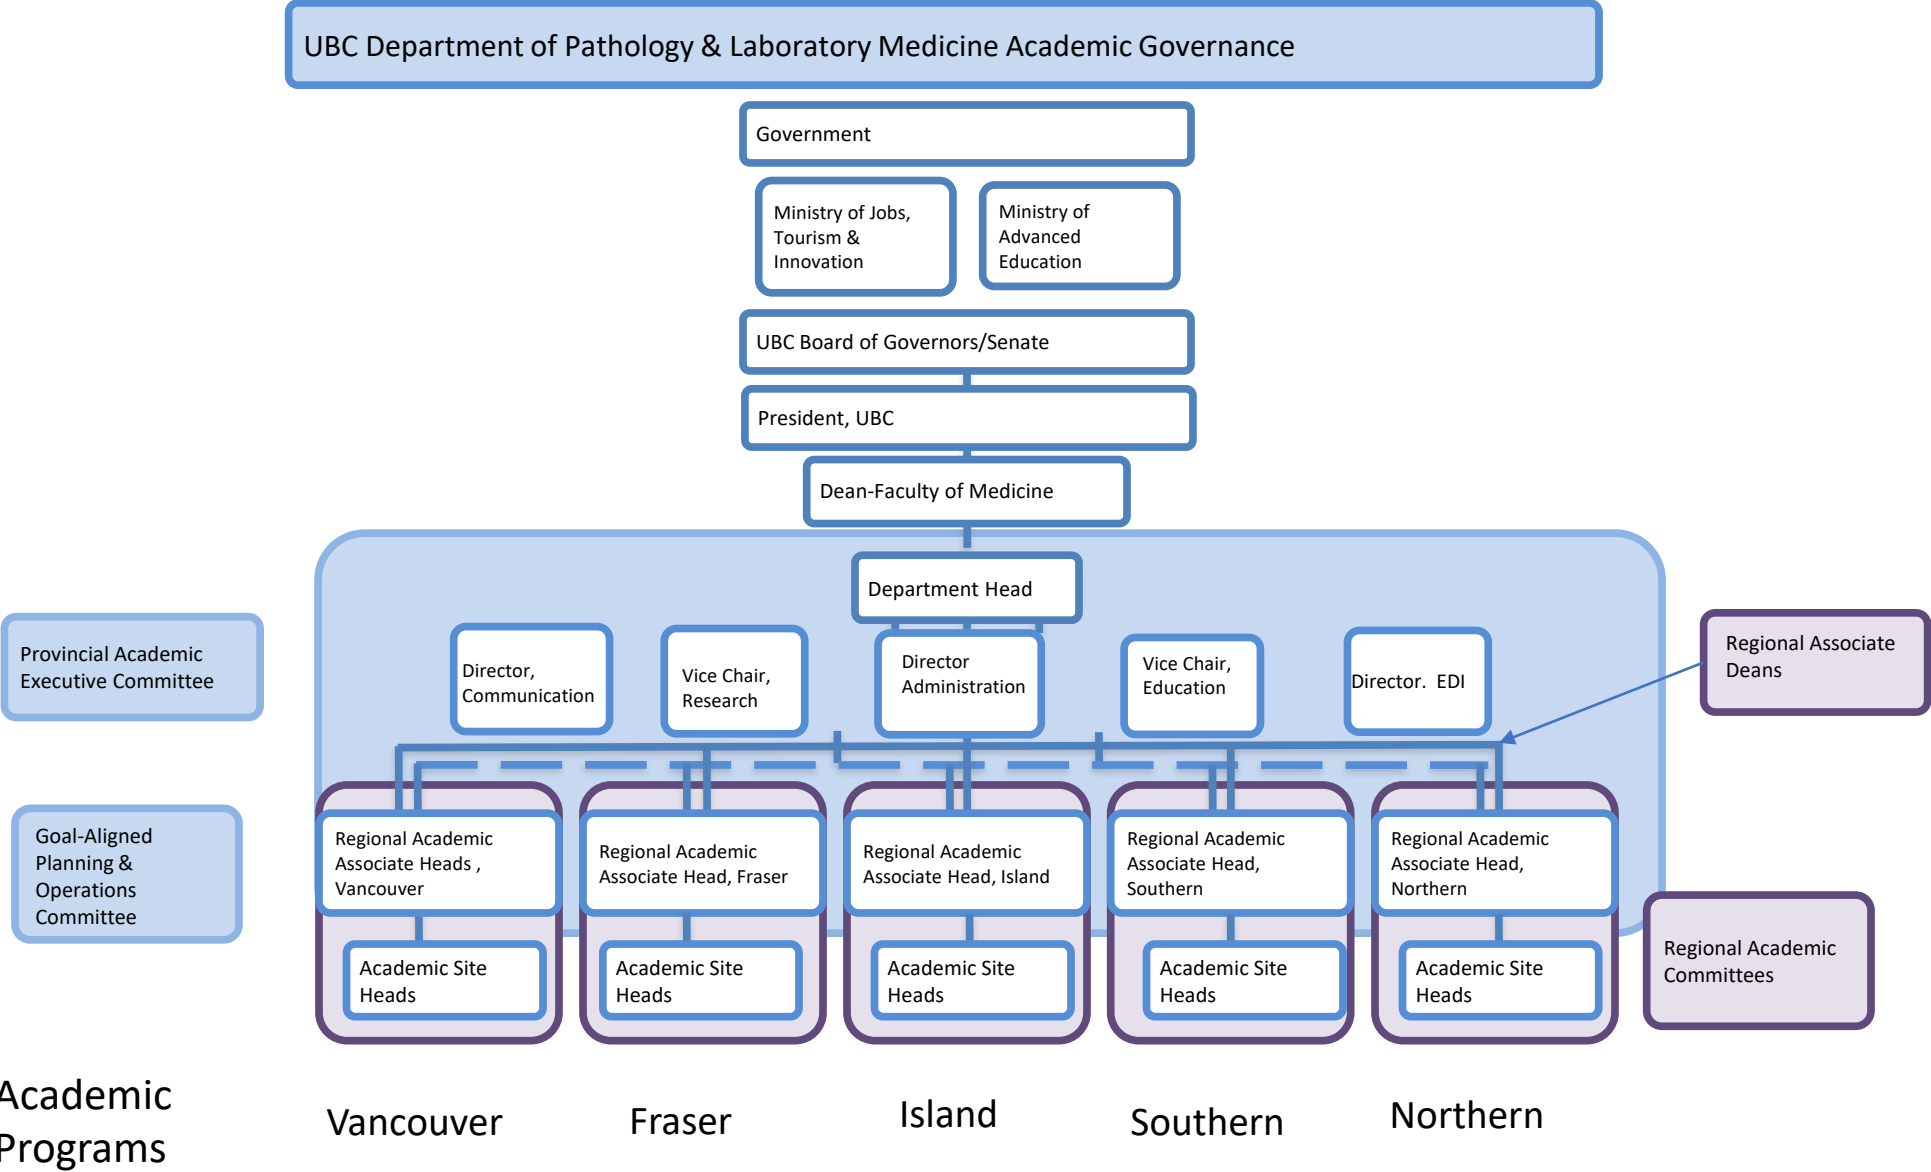 UBC Department of Pathology & Laboratory Medicine Academic Governance
Government
Ministry of Jobs,
Tourism &
Innovation
Ministry of
Advanced
Education
UBC Board of Governors/Senate
President, UBC
Dean-Faculty of Medicine
Department Head
Provincial Academic
Executive Committee
Director,
Communication
Vice Chair,
Research
Director
Administration
Vice Chair,
Education
Director. EDI
Regional Associate
Deans
Goal-Aligned
Planning &
Operations
Committee
Regional Academic
Associate Heads ,
Vancouver
Regional Academic
Associate Head, Fraser
Regional Academic
Associate Head, Island
Regional Academic
Associate Head,
Southern
Regional Academic
Associate Head,
Northern
Academic Site
Heads
Academic Site
Heads
Academic Site
Heads
Academic Site
Heads
Academic Site
Heads
Regional Academic
Committees
Academic
Programs
Vancouver
Fraser
Island
Southern
Northern